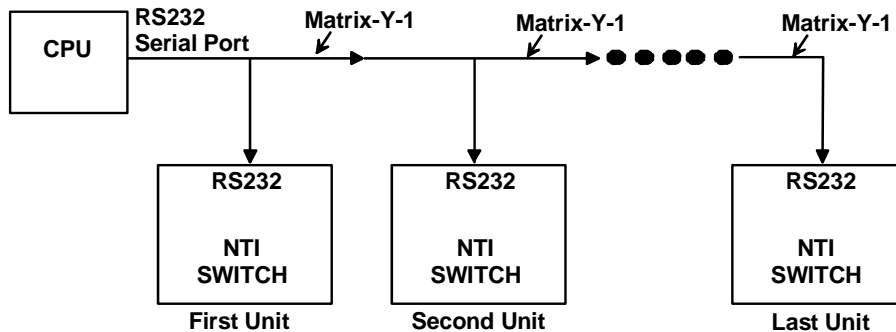 CPU
RS232
Serial Port
Matrix-Y-1
Matrix-Y-1
Matrix-Y-1
RS232
NTI
SWITCH
First Unit
RS232
NTI
SWITCH
Second Unit
RS232
NTI
SWITCH
Last Unit